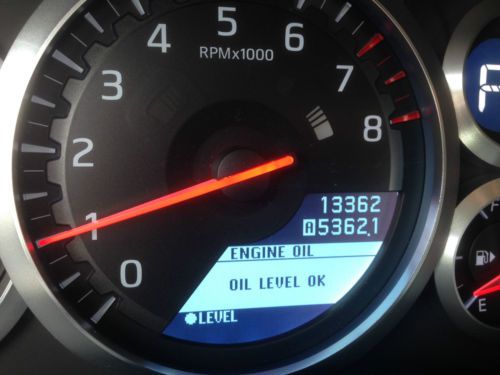 5
4
6
RPMx1000
3
7
2
8
P
13362
1
A5362.1
F
ENGINE OIL
0
OIL LEVEL OK
E
LEVEL